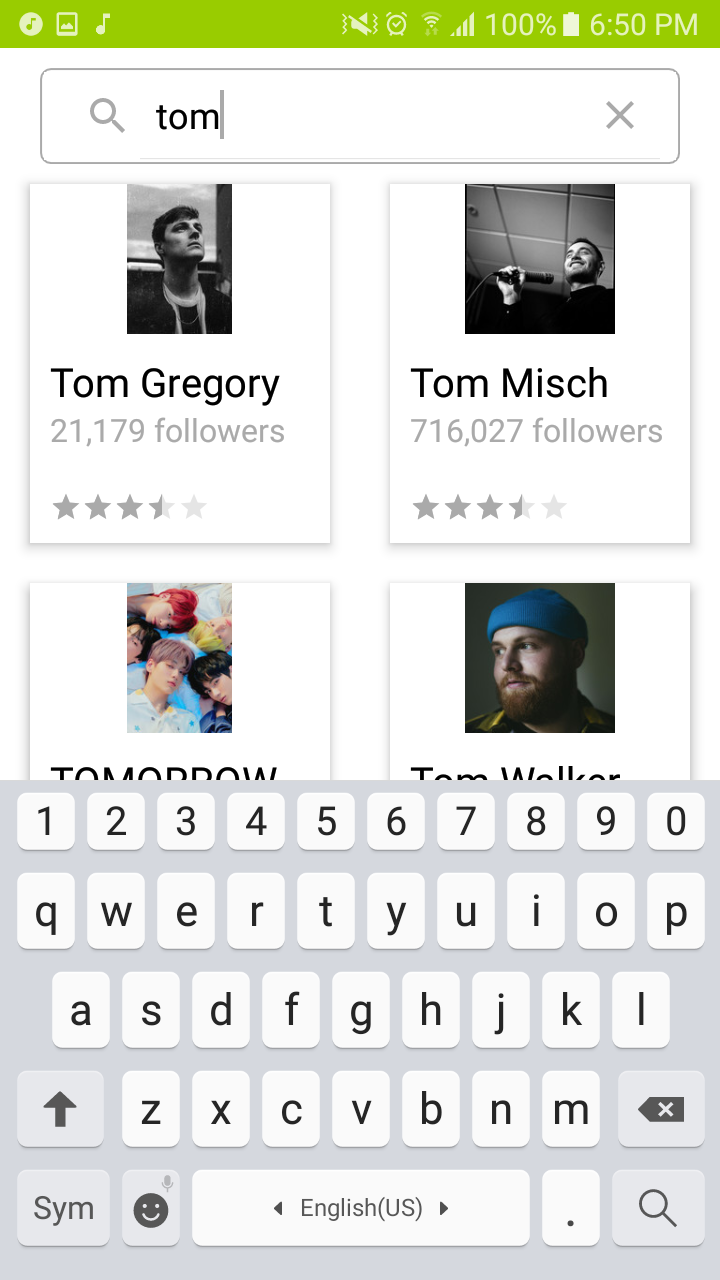 100% 6:50 PM
tom
Tom Gregory
21,179 followers
Tom Misch
716,027 followers
TOMORROW
Tom Walker
1 2 3 4 5 6 7 8 9 0
q w e r t y u i o p
a s d f g h j k l
z x c v b n m
Sym English(US) .